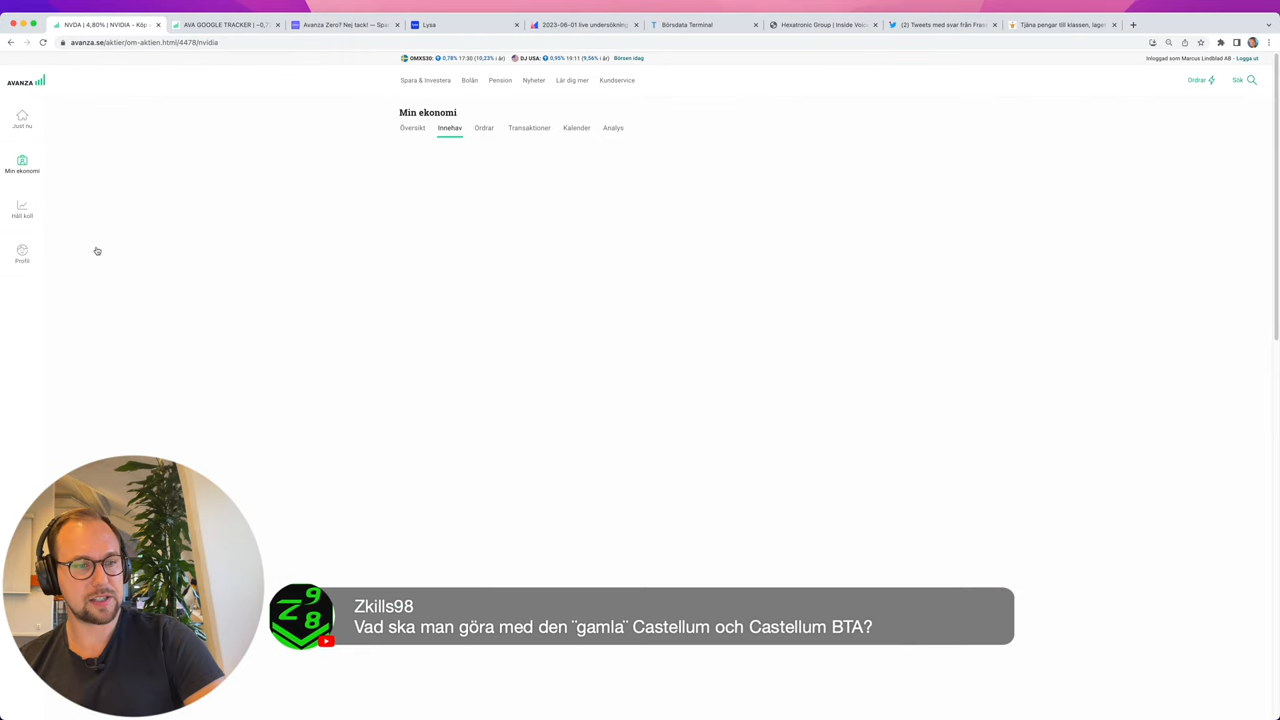 NVDA | 4,80% | NVIDIA - Köp
AVA GOOGLE TRACKER | −0,7
Avanza Zero? Nej tack! — Spa
Lysa
2023-06-01 live undersökning
Börsdata Terminal
Hexatronic Group | Inside Voic
(2) Tweets med svar från Fras
Tjäna pengar till klassen, laget
avanza.se/aktier/om-aktien.html/4478/nvidia
OMXS30: 0,78% 17:30 (10,23% i år)
DJ USA: 0,95% 19:11 (9,56% i år)
Börsen idag
Inloggad som Marcus Lindblad AB - Logga ut
AVANZA
Spara & Investera
Bolån
Pension
Nyheter
Lär dig mer
Kundservice
Ordrar
Sök
Min ekonomi
Översikt
Innehav
Ordrar
Transaktioner
Kalender
Analys
Just nu
Min ekonomi
Håll koll
Profil
Z98
Zkills98
Vad ska man göra med den ¨gamla¨ Castellum och Castellum BTA?